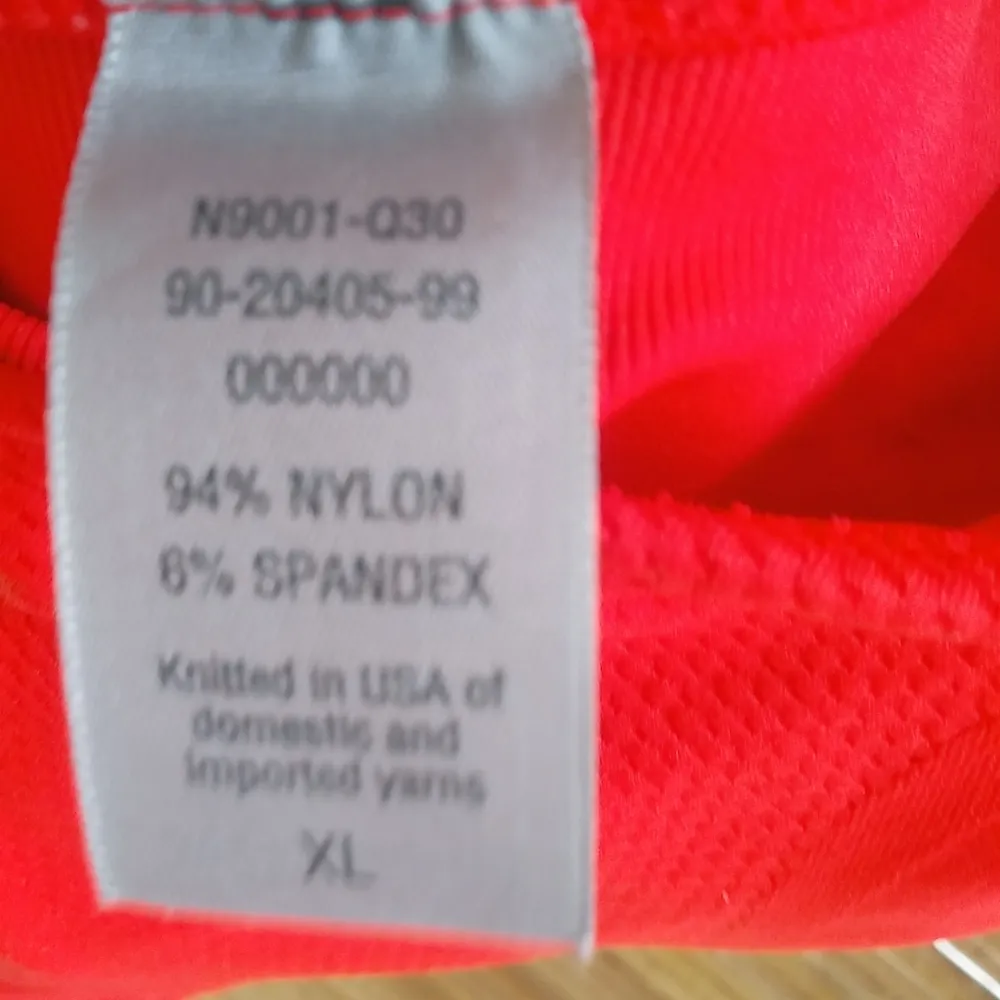 N9001-Q30
90-20405-99
000000
94% NYLON
6% SPANDEX
Knitted in USA of
domestic and
imported yarns
XL